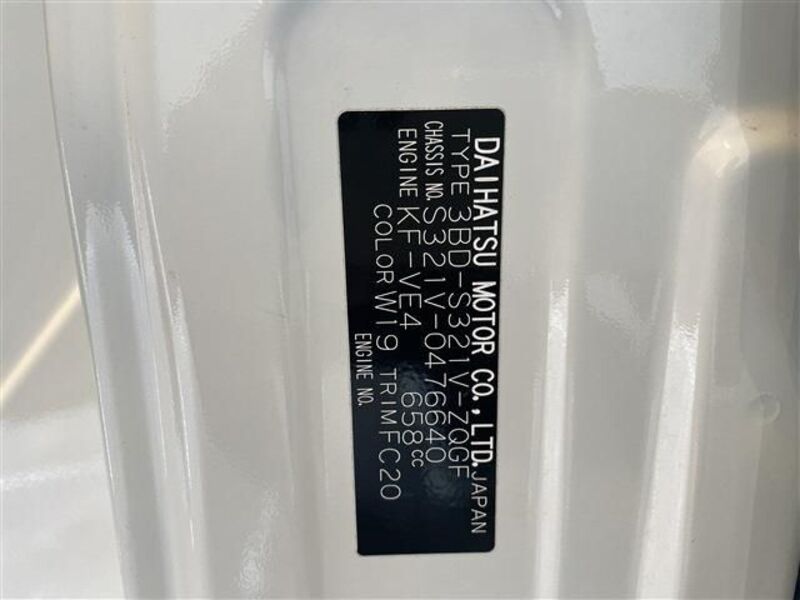 DAIHATSU MOTOR CO.,LTD. JAPAN
TYPE 3BD-S321V-ZQGF
CHASSIS NO. S321V-0476640
ENGINE KF-VE4 658cc
COLOR W19 TRIM FC20
ENGINE NO.